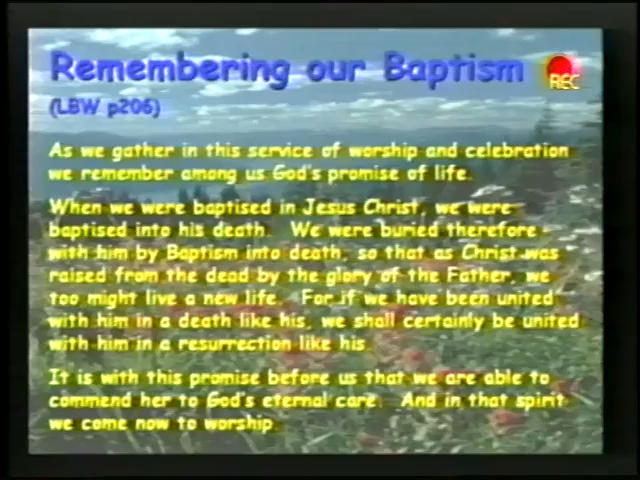 Remembering our Baptism
REC
(LBW p206)
As we gather in this service of worship and celebration
we remember among us God's promise of life.
When we were baptised in Jesus Christ, we were
baptised into his death. We were buried therefore
with him by Baptism into death, so that as Christ was
raised from the dead by the glory of the Father, we
too might live a new life. For if we have been united
with him in a death like his, we shall certainly be united
with him in a resurrection like his.
It is with this promise before us that we are able to
commend her to God's eternal care. And in that spirit
we come now to worship